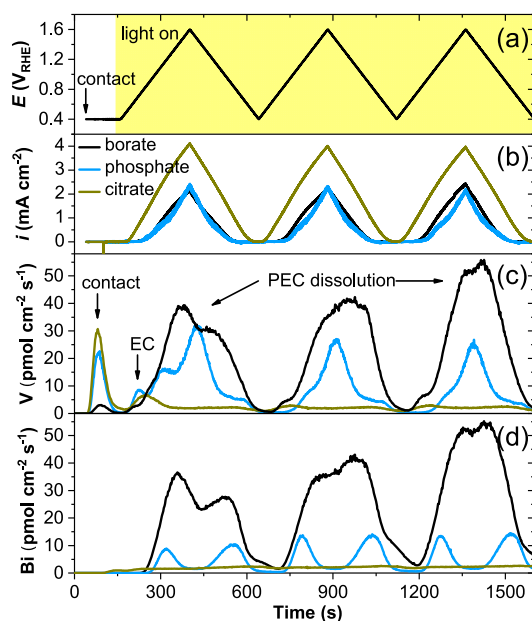 (a)
light on
contact
E (V_RHE)
1.6
1.2
0.8
0.4
(b)
borate
phosphate
citrate
i (mA cm⁻²)
4
3
2
1
0
(c)
contact
EC
PEC dissolution
V (pmol cm⁻² s⁻¹)
50
40
30
20
10
0
(d)
Bi (pmol cm⁻² s⁻¹)
50
40
30
20
10
0
0 300 600 900 1200 1500
Time (s)